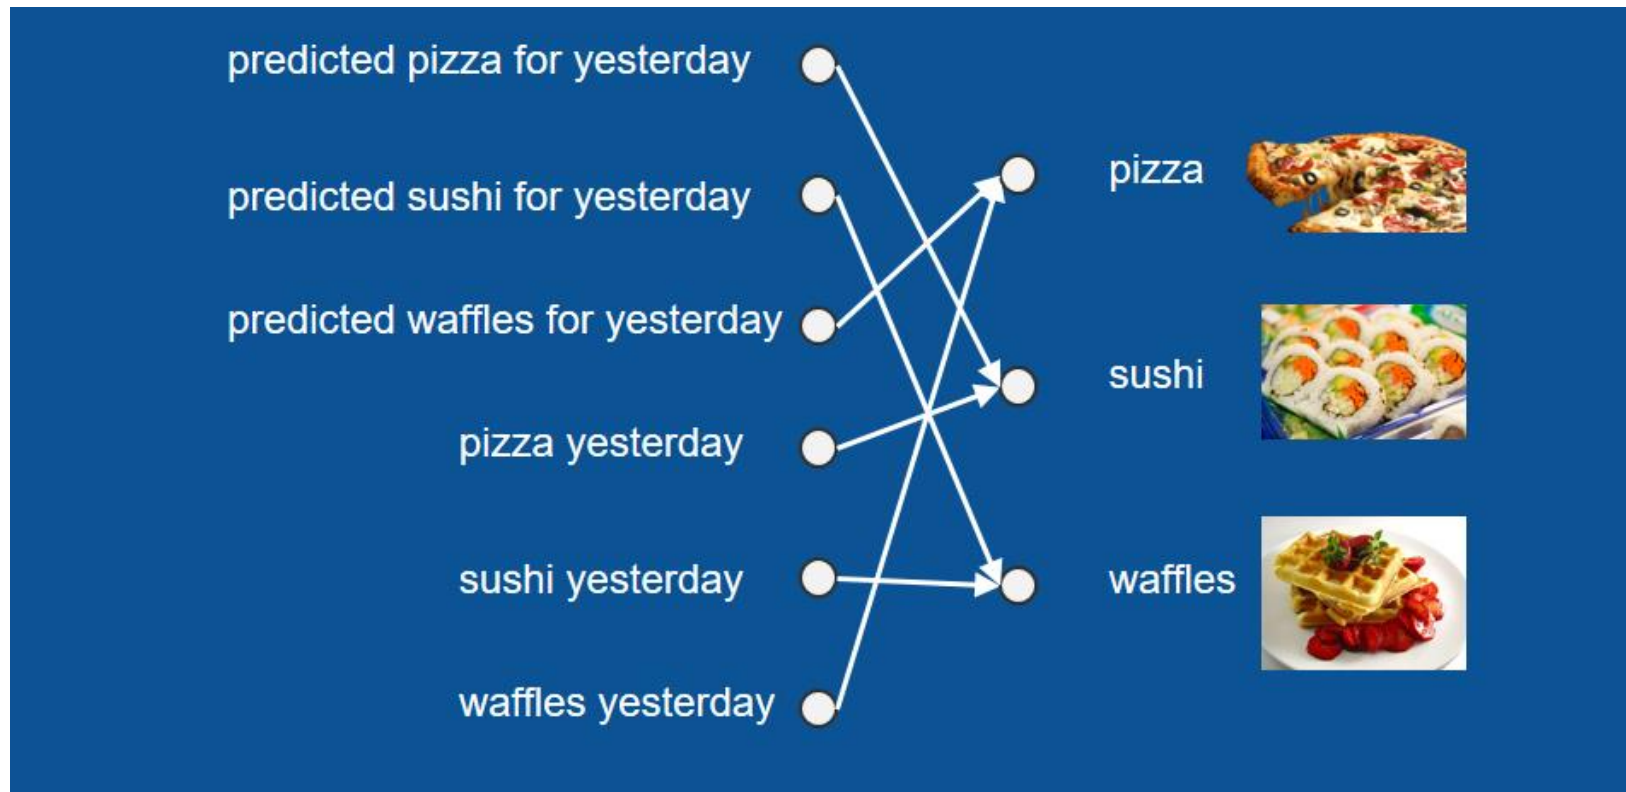 predicted pizza for yesterday
predicted sushi for yesterday
predicted waffles for yesterday
pizza yesterday
sushi yesterday
waffles yesterday
pizza
sushi
waffles